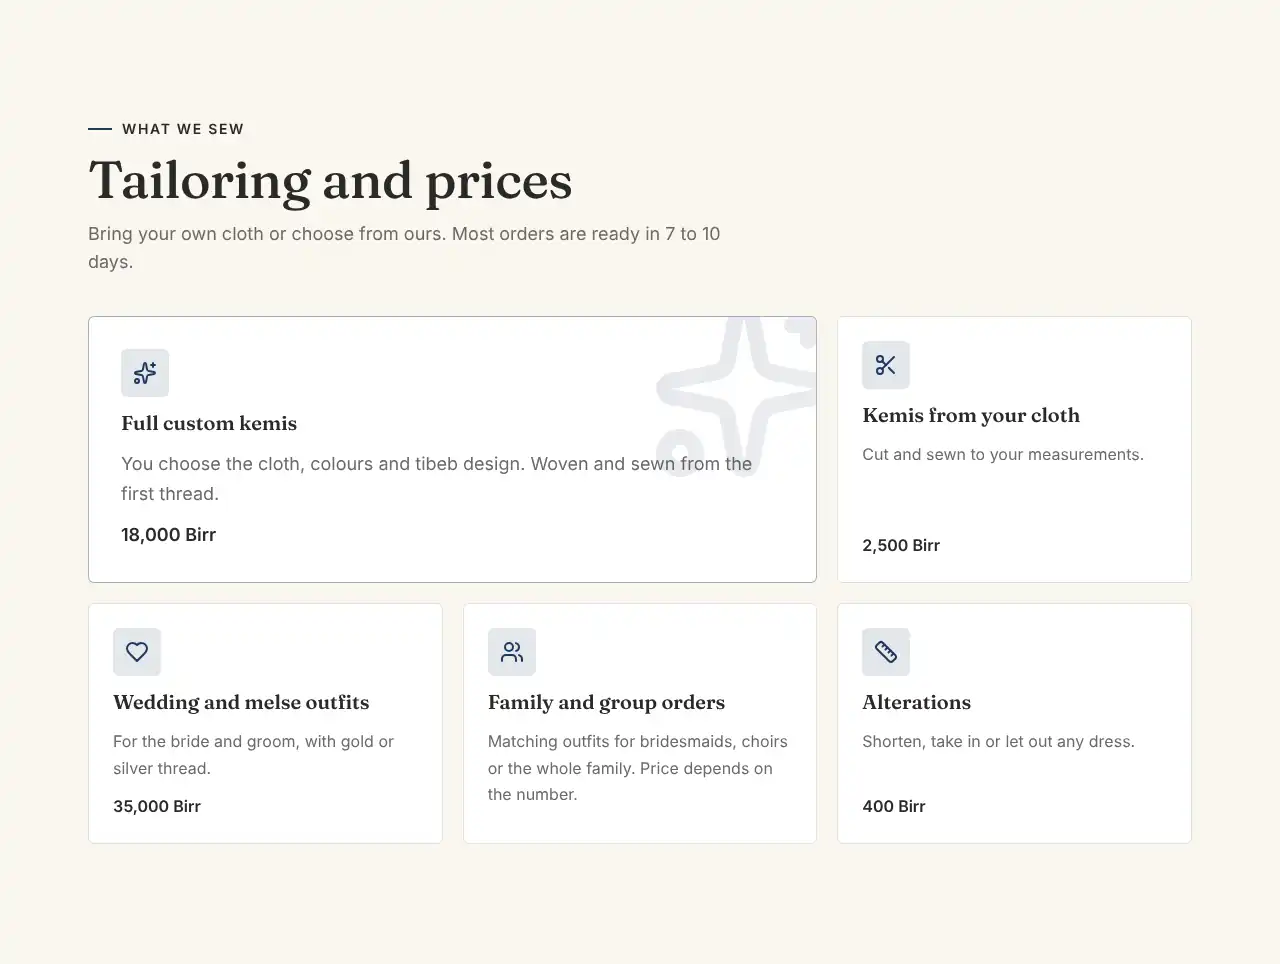 WHAT WE SEW
Tailoring and prices
Bring your own cloth or choose from ours. Most orders are ready in 7 to 10
days.
Full custom kemis
You choose the cloth, colours and tibeb design. Woven and sewn from the
first thread.
18,000 Birr
Kemis from your cloth
Cut and sewn to your measurements.
2,500 Birr
Wedding and melse outfits
For the bride and groom, with gold or
silver thread.
35,000 Birr
Family and group orders
Matching outfits for bridesmaids, choirs
or the whole family. Price depends on
the number.
Alterations
Shorten, take in or let out any dress.
400 Birr